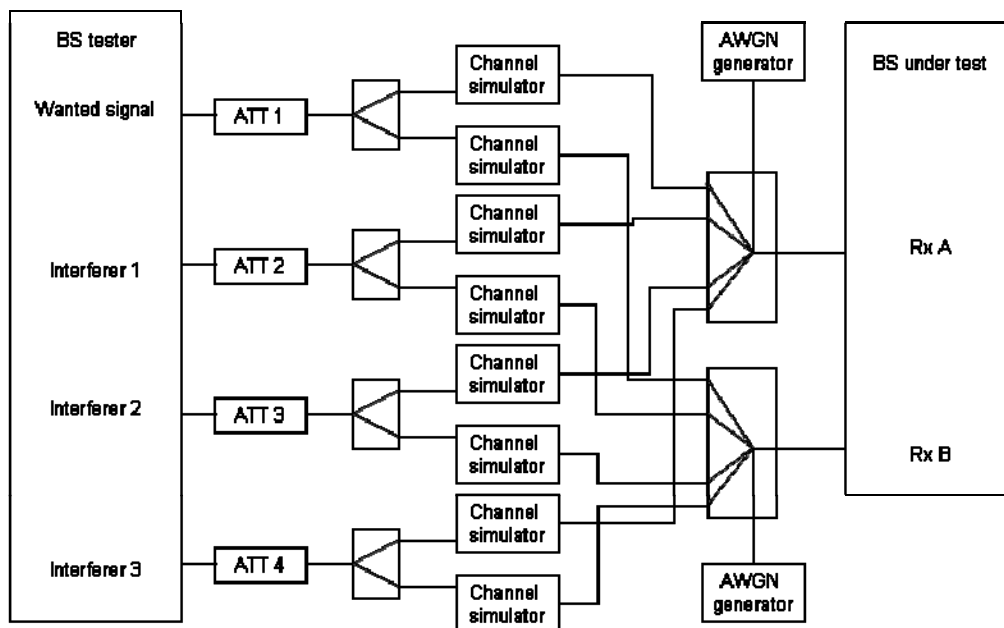 BS tester
Wanted signal
Interferer 1
Interferer 2
Interferer 3
ATT 1
ATT 2
ATT 3
ATT 4
Channel
simulator
Channel
simulator
Channel
simulator
Channel
simulator
Channel
simulator
Channel
simulator
Channel
simulator
Channel
simulator
AWGN
generator
AWGN
generator
BS under test
Rx A
Rx B